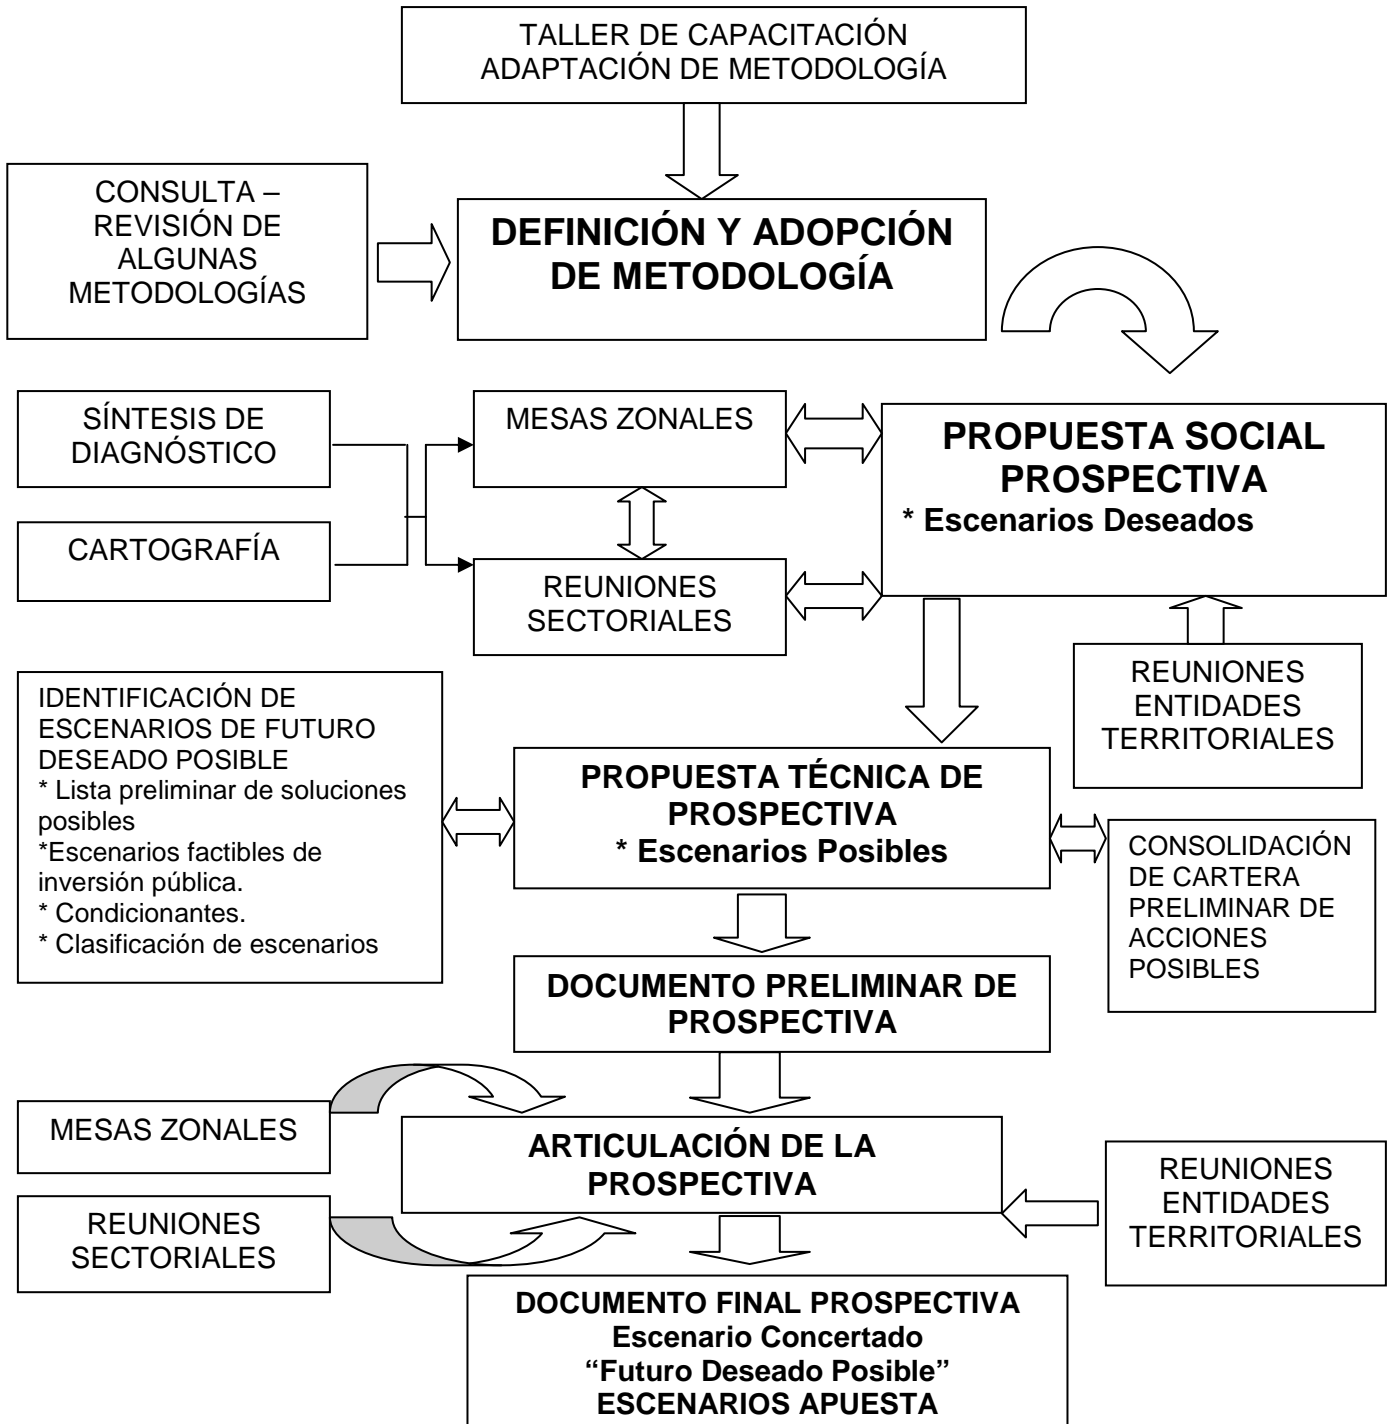 TALLER DE CAPACITACIÓN
ADAPTACIÓN DE METODOLOGÍA
CONSULTA –
REVISIÓN DE
ALGUNAS
METODOLOGÍAS
DEFINICIÓN Y ADOPCIÓN
DE METODOLOGÍA
SÍNTESIS DE
DIAGNÓSTICO
MESAS ZONALES
PROPUESTA SOCIAL
PROSPECTIVA
* Escenarios Deseados
CARTOGRAFÍA
REUNIONES
SECTORIALES
REUNIONES
ENTIDADES
TERRITORIALES
IDENTIFICACIÓN DE
ESCENARIOS DE FUTURO
DESEADO POSIBLE
* Lista preliminar de soluciones
posibles
*Escenarios factibles de
inversión pública.
* Condicionantes.
* Clasificación de escenarios
PROPUESTA TÉCNICA DE
PROSPECTIVA
* Escenarios Posibles
CONSOLIDACIÓN
DE CARTERA
PRELIMINAR DE
ACCIONES
POSIBLES
DOCUMENTO PRELIMINAR DE
PROSPECTIVA
MESAS ZONALES
ARTICULACIÓN DE LA
PROSPECTIVA
REUNIONES
SECTORIALES
REUNIONES
ENTIDADES
TERRITORIALES
DOCUMENTO FINAL PROSPECTIVA
Escenario Concertado
“Futuro Deseado Posible”
ESCENARIOS APUESTA